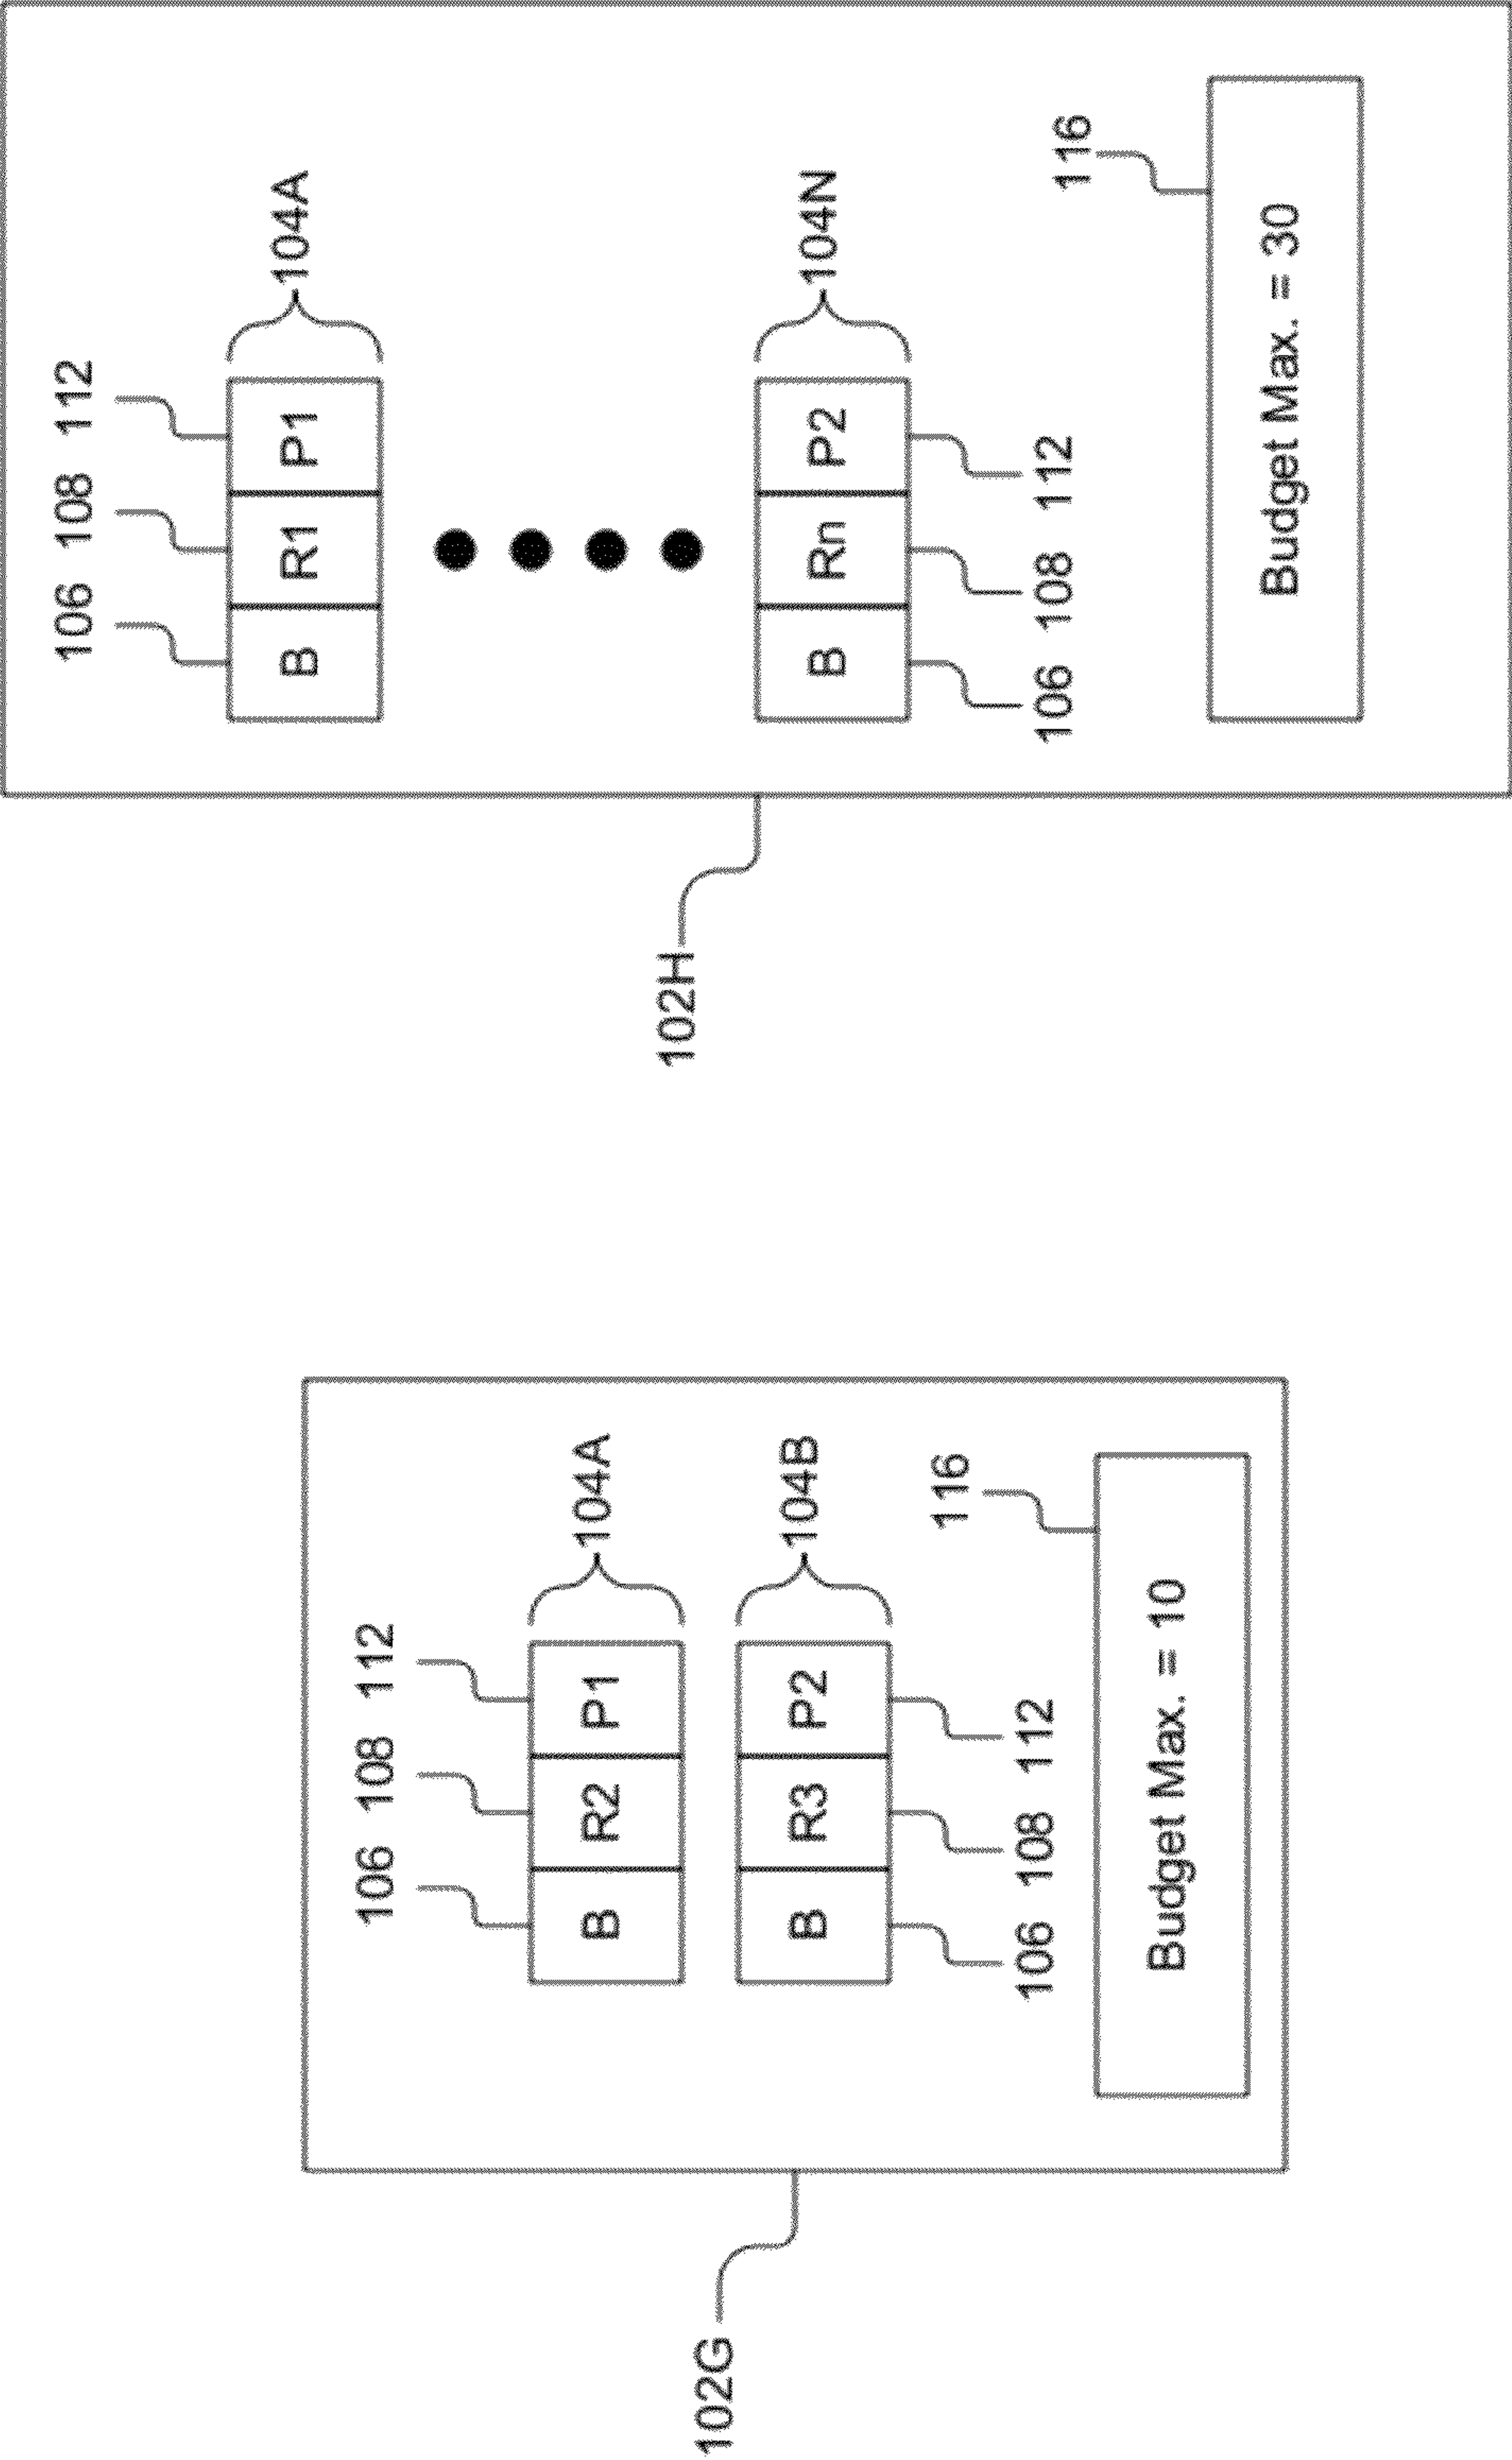 106 108 112
B R2 P1 104A
B R3 P2 104B
106 108 112
116
Budget Max. = 10
102G
106 108 112
B R1 P1 104A
B Rn P2 104N
106 108 112
116
Budget Max. = 30
102H